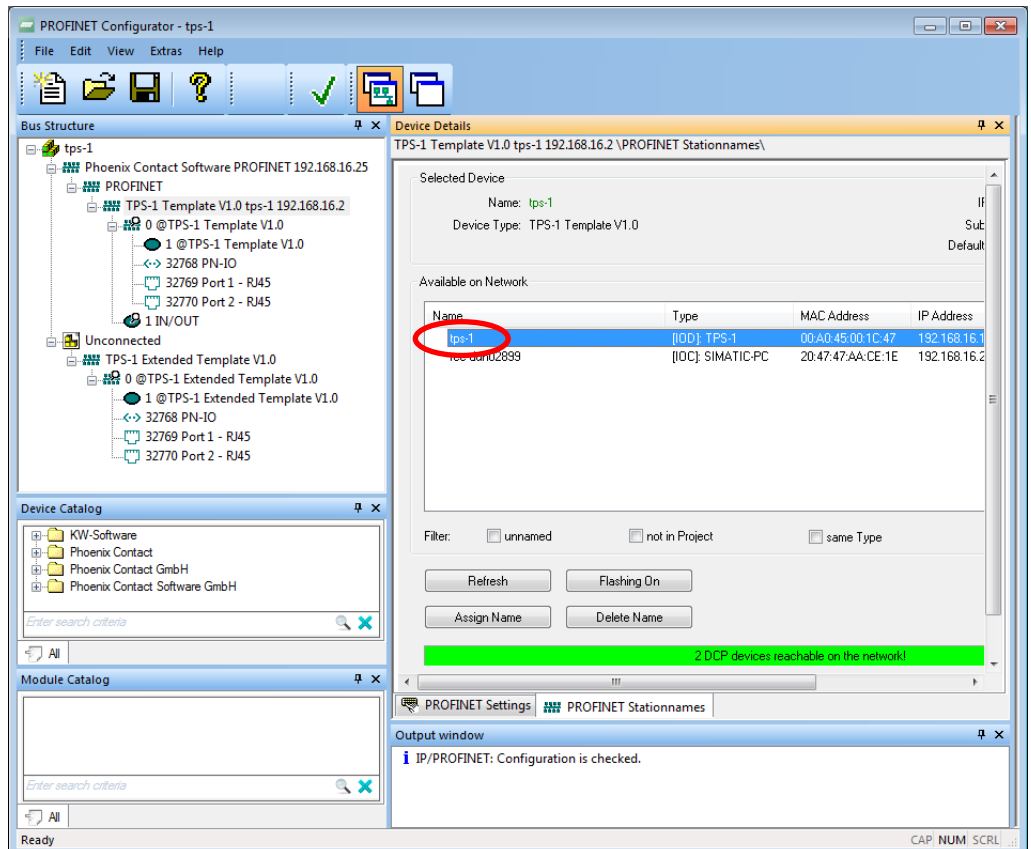 PROFINET Configurator - tps-1
File Edit View Extras Help
Bus Structure
tps-1
Phoenix Contact Software PROFINET 192.168.16.25
PROFINET
TPS-1 Template V1.0 tps-1 192.168.16.2
0 @TPS-1 Template V1.0
1 @TPS-1 Template V1.0
32768 PN-IO
32769 Port 1 - RJ45
32770 Port 2 - RJ45
1 IN/OUT
Unconnected
TPS-1 Extended Template V1.0
0 @TPS-1 Extended Template V1.0
1 @TPS-1 Extended Template V1.0
32768 PN-IO
32769 Port 1 - RJ45
32770 Port 2 - RJ45
Device Catalog
KW-Software
Phoenix Contact
Phoenix Contact GmbH
Phoenix Contact Software GmbH
Enter search criteria
All
Module Catalog
Enter search criteria
All
Device Details
TPS-1 Template V1.0 tps-1 192.168.16.2 \PROFINET Stationnames\
Selected Device
Name: tps-1
Device Type: TPS-1 Template V1.0 Sub
Default
Available on Network
Name Type MAC Address IP Address
tps-1 [IOD]: TPS-1 00:A0:45:00:1C:47 192.168.16.1
[IOC]: SIMATIC-PC 20:47:47:AA:CE:1E 192.168.16.2
Filter: unnamed not in Project same Type
Refresh Flashing On
Assign Name Delete Name
2 DCP devices reachable on the network!
PROFINET Settings PROFINET Stationnames
Output window
IP/PROFINET: Configuration is checked.
Ready CAP NUM SCRL